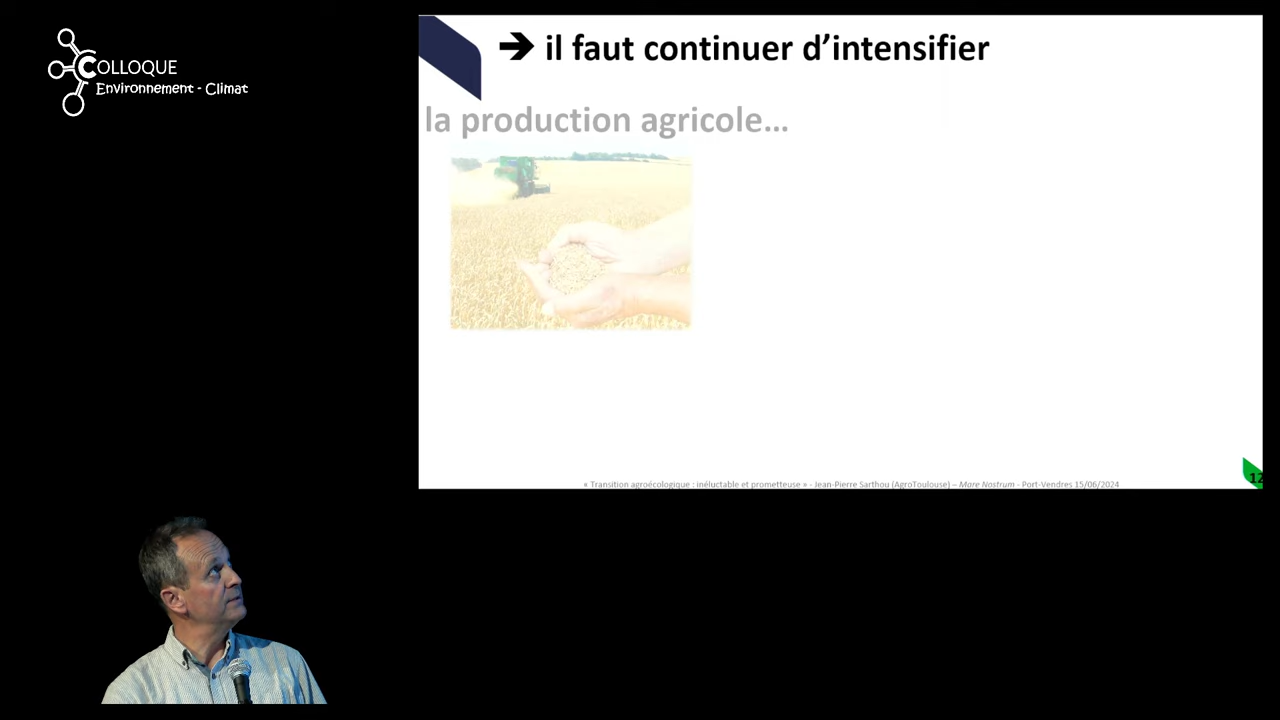 COLLOQUE
Environnement - Climat
➔ il faut continuer d’intensifier
la production agricole...
« Transition agroécologique : inéluctable et prometteuse » - Jean-Pierre Sarthou (AgroToulouse) – Mare Nostrum - Port-Vendres 15/06/2024
12